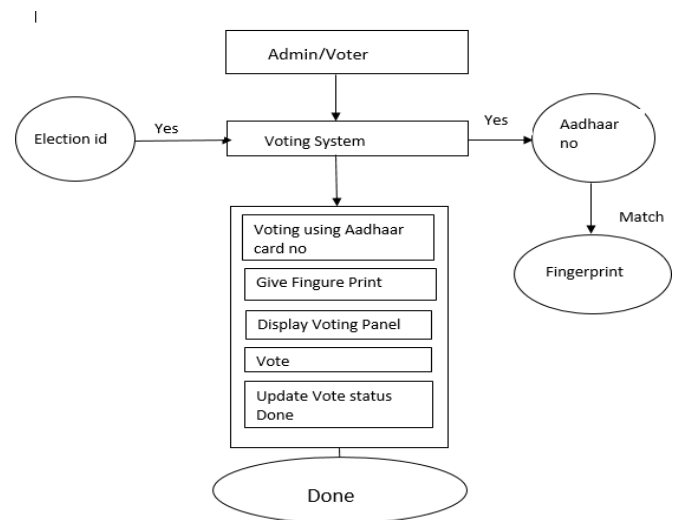 Admin/Voter
Election id
Yes
Voting System
Yes
Aadhaar
no
Match
Fingerprint
Voting using Aadhaar
card no
Give Fingure Print
Display Voting Panel
Vote
Update Vote status
Done
Done